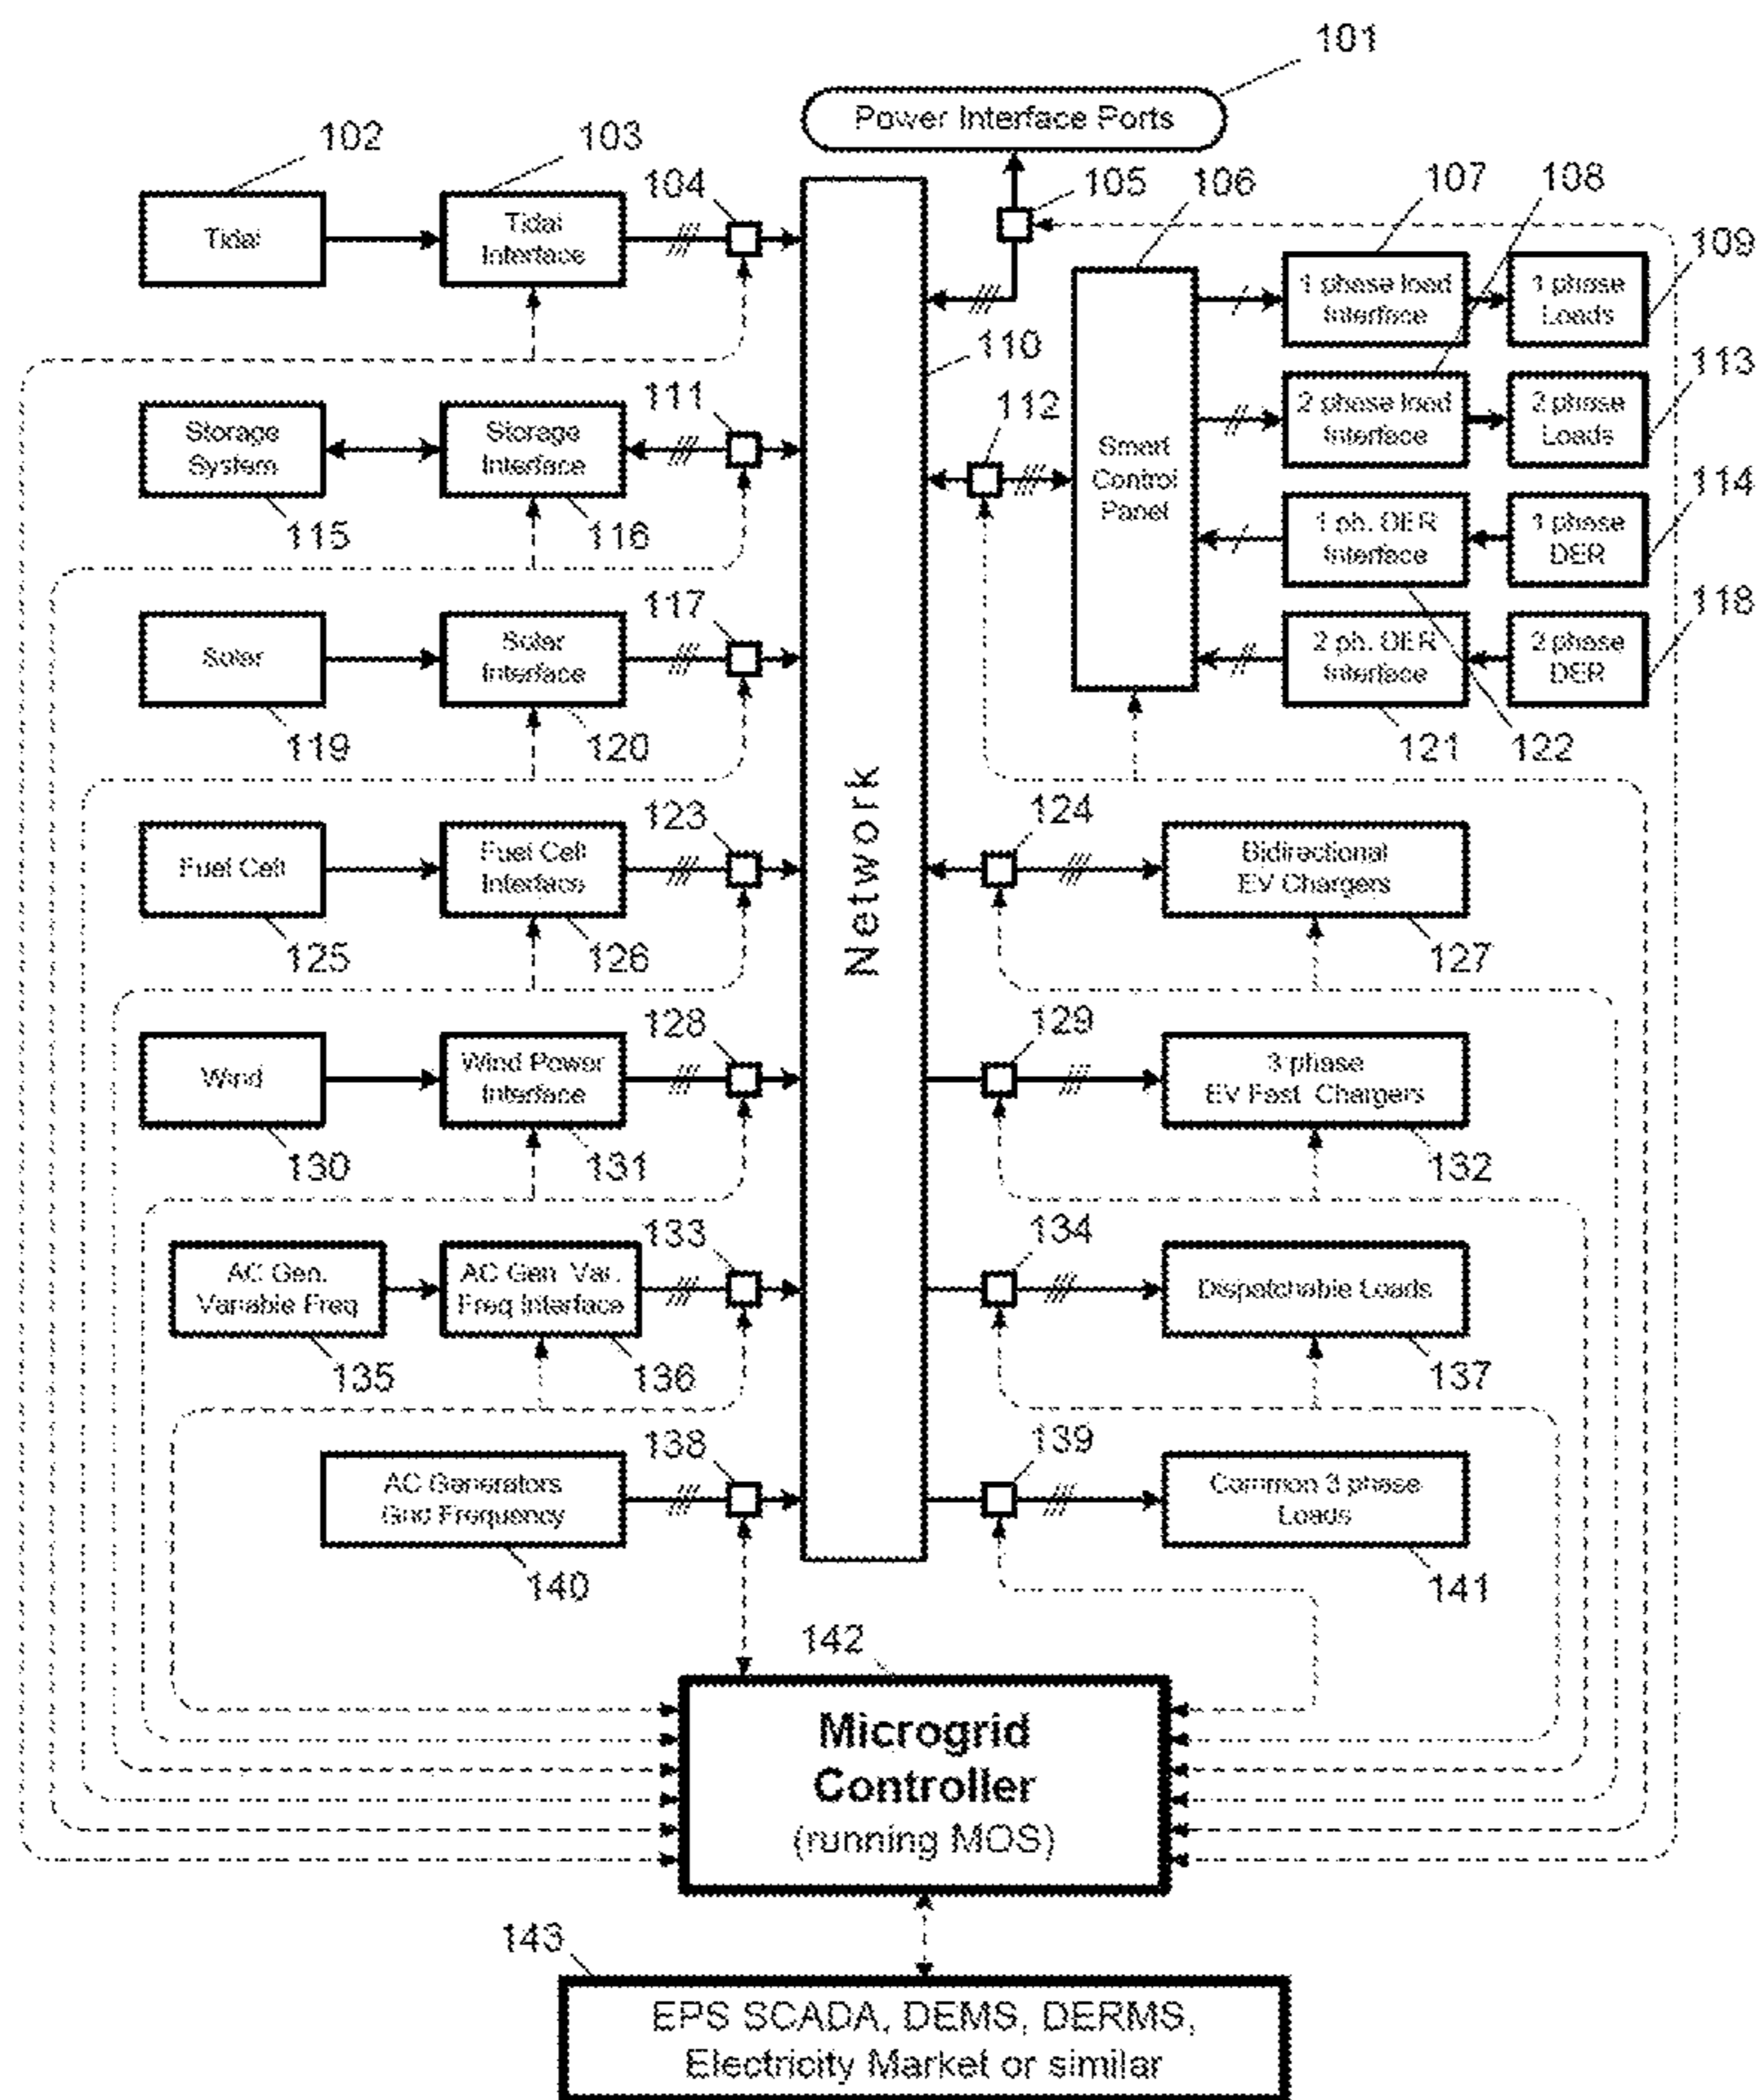 101
Power Interface Ports
102
103
104
105
106
107
108
Tidal
Tidal
Interface
1 phase load
Interface
1 phase
Loads
109
110
111
112
113
Storage
System
Storage
Interface
Smart
Control
Panel
2 phase load
Interface
2 phase
Loads
114
115
116
1 ph. DER
Interface
1 phase
DER
117
118
Solar
Solar
Interface
2 ph. DER
Interface
2 phase
DER
119
120
121
122
Network
123
124
Fuel Cell
Fuel Cell
Interface
Bidirectional
EV Chargers
125
126
127
128
129
Wind
Wind Power
Interface
3 phase
EV Fast Chargers
130
131
132
133
134
AC Gen.
Variable Freq
AC Gen Var.
Freq Interface
Dispatchable Loads
135
136
137
138
139
AC Generators
Grid Frequency
Common 3 phase
Loads
140
141
142
Microgrid
Controller
(running MOS)
143
EPS SCADA, DEMS, DERMS,
Electricity Market or similar